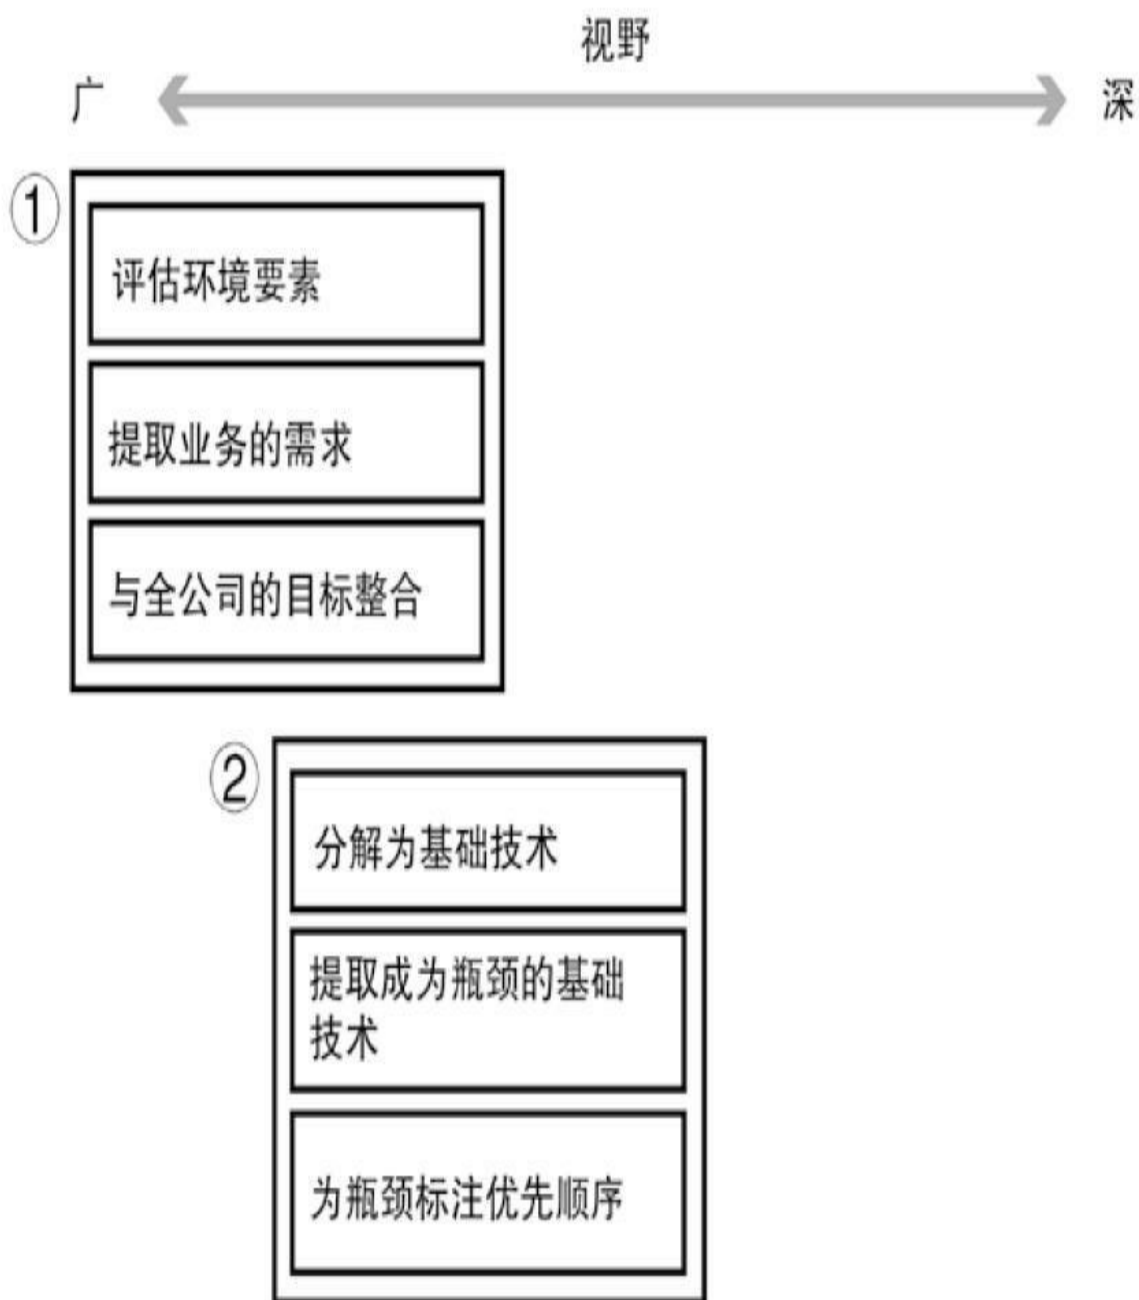 视野
广
深
①
评估环境要素
提取业务的需求
与全公司的目标整合
②
分解为基础技术
提取成为瓶颈的基础
技术
为瓶颈标注优先顺序